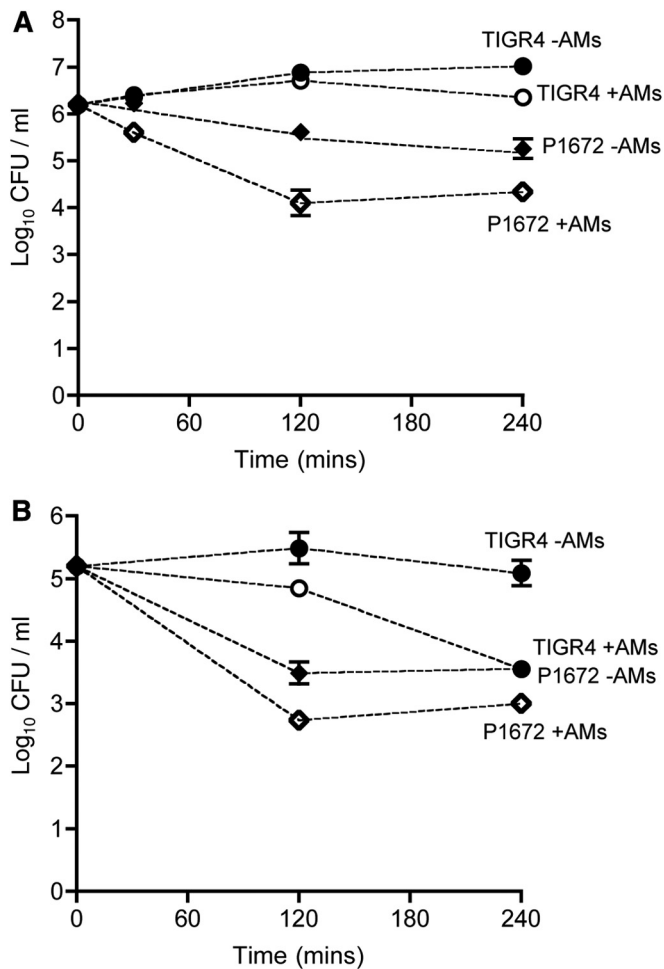 A
Log10 CFU / ml
8
7
6
5
4
3
2
1
0
TIGR4 -AMs
TIGR4 +AMs
P1672 -AMs
P1672 +AMs
0 60 120 180 240
Time (mins)
B
Log10 CFU / ml
6
5
4
3
2
1
0
TIGR4 -AMs
TIGR4 +AMs
P1672 -AMs
P1672 +AMs
0 60 120 180 240
Time (mins)